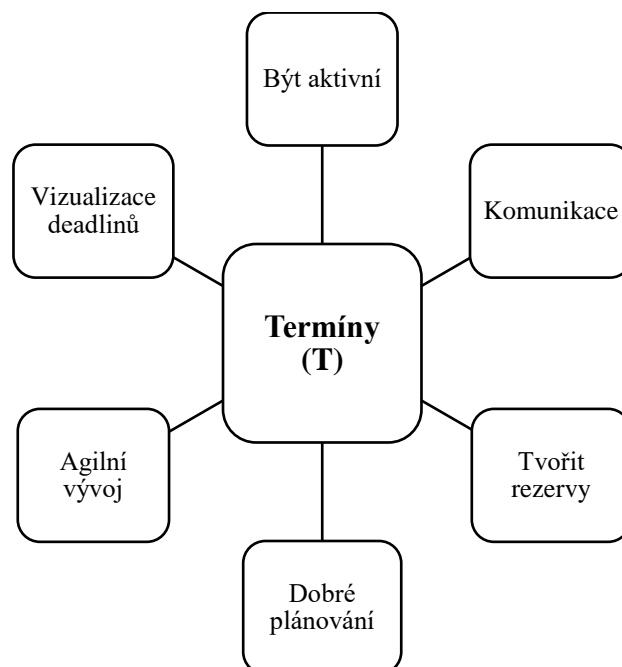 Být aktivní
Vizualizace
deadlinů
Komunikace
Termíny
(T)
Agilní
vývoj
Tvořit
rezervy
Dobré
plánování